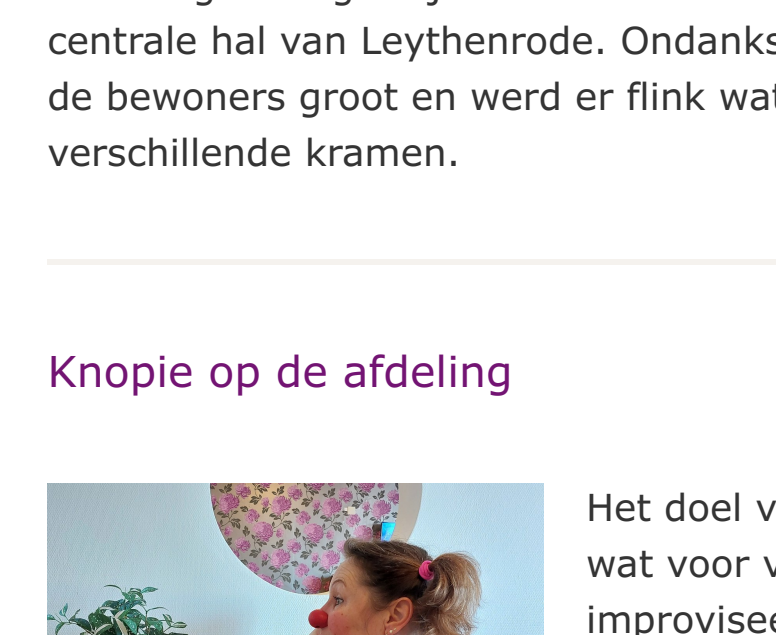 centrale hal van Leythenrode. Ondanks
de bewoners groot en werd er flink wat
verschillende kramen.
Knopie op de afdeling
Het doel v
wat voor v
improvisee